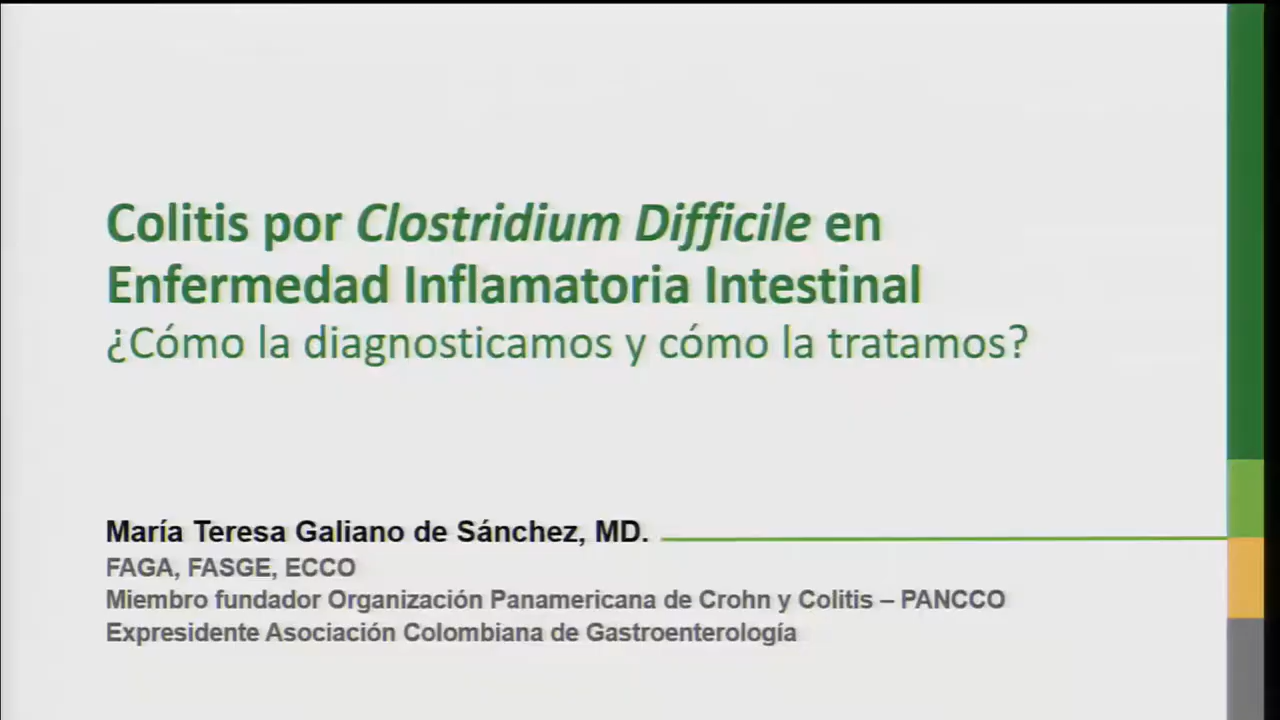 Colitis por Clostridium Difficile en
Enfermedad Inflamatoria Intestinal
¿Cómo la diagnosticamos y cómo la tratamos?
María Teresa Galiano de Sánchez, MD.
FAGA, FASGE, ECCO
Miembro fundador Organización Panamericana de Crohn y Colitis – PANCCO
Expresidente Asociación Colombiana de Gastroenterología